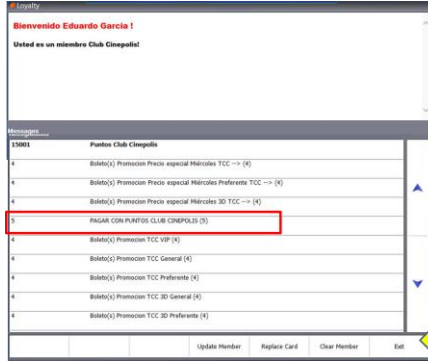 Loyalty
Bienvenido Eduardo Garcia !
Usted es un miembro Club Cinepolis!
Messages
15001 Puntos Club Cinepolis
4 Boleto(s) Promocion Precio especial Miércoles TCC --> (4)
4 Boleto(s) Promocion Precio especial Miércoles Preferente TCC --> (4)
4 Boleto(s) Promocion Precio especial Miércoles 3D TCC --> (4)
5 PAGAR CON PUNTOS CLUB CINEPOLIS (5)
4 Boleto(s) Promocion TCC VIP (4)
4 Boleto(s) Promocion TCC General (4)
4 Boleto(s) Promocion TCC Preferente (4)
4 Boleto(s) Promocion TCC 3D General (4)
4 Boleto(s) Promocion TCC 3D Preferente (4)
Update Member Replace Card Clear Member Exit